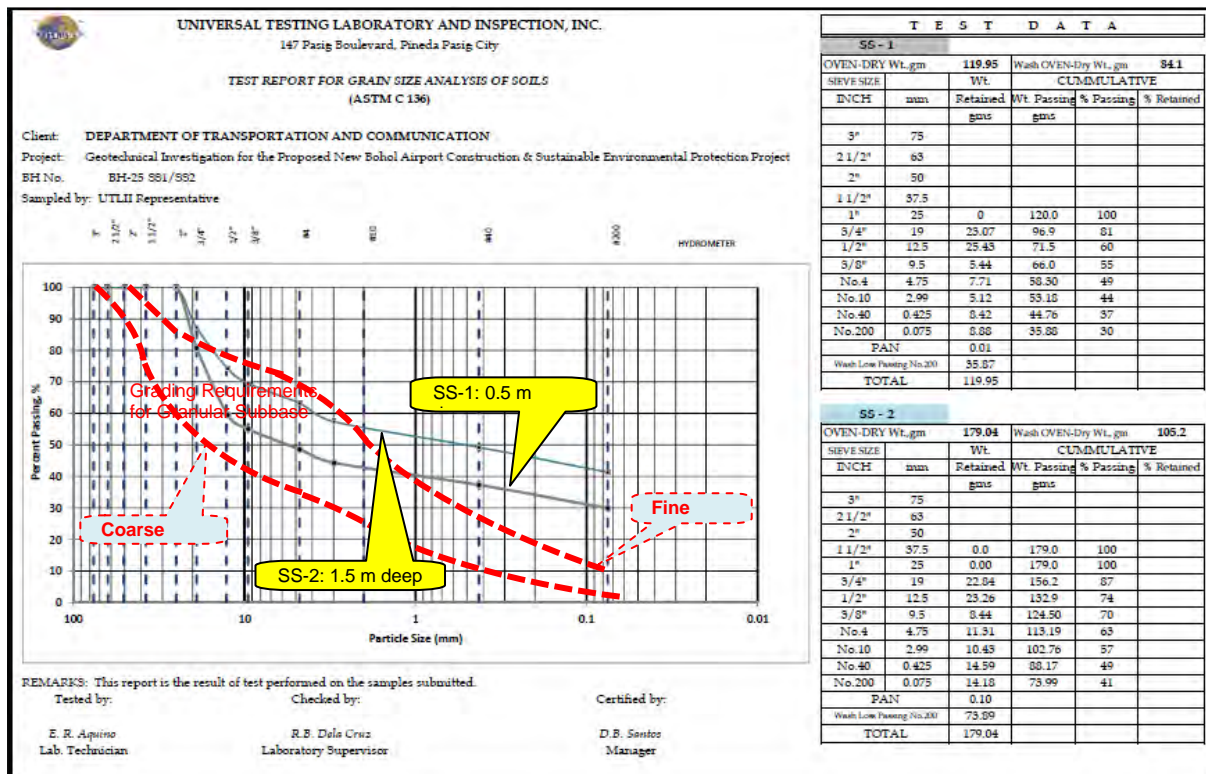 UNIVERSAL TESTING LABORATORY AND INSPECTION, INC.
147 Pasig Boulevard, Pineda Pasig City
TEST REPORT FOR GRAIN SIZE ANALYSIS OF SOILS
(ASTM C 136)
Client: DEPARTMENT OF TRANSPORTATION AND COMMUNICATION
Project: Geotechnical Investigation for the Proposed New Bohol Airport Construction & Sustainable Environmental Protection Project
BH No. BH-25 SS1/SS2
Sampled by: UTLII Representative
3" 2 1/2" 2" 1 1/2" 1" 3/4" 1/2" 3/8" #4 #10 #40 #200 HYDROMETER
Percent Passing, %
100
90
80
70
60
50
40
30
20
10
0
Grading Requirements
for Granular Subbase
SS-1: 0.5 m
Coarse
Fine
SS-2: 1.5 m deep
100 10 1 0.1 0.01
Particle Size (mm)
REMARKS: This report is the result of test performed on the samples submitted.
Tested by: Checked by: Certified by:
E. R. Aquino R.B. Dela Cruz D.B. Santos
Lab. Technician Laboratory Supervisor Manager
T E S T D A T A
SS - 1
OVEN-DRY Wt.,gm 119.95 Wash OVEN-Dry Wt., gm 84.1
SIEVE SIZE Wt. CUMMULATIVE
INCH mm Retained Wt. Passing % Passing % Retained
gms gms
3" 75
2 1/2" 63
2" 50
1 1/2" 37.5
1" 25 0 120.0 100
3/4" 19 23.07 96.9 81
1/2" 12.5 25.43 71.5 60
3/8" 9.5 5.44 66.0 55
No.4 4.75 7.71 58.30 49
No.10 2.99 5.12 53.18 44
No.40 0.425 8.42 44.76 37
No.200 0.075 8.88 35.88 30
PAN 0.01
Wash Loss Passing No.200 35.87
TOTAL 119.95
SS - 2
OVEN-DRY Wt.,gm 179.04 Wash OVEN-Dry Wt., gm 105.2
SIEVE SIZE Wt. CUMMULATIVE
INCH mm Retained Wt. Passing % Passing % Retained
gms gms
3" 75
2 1/2" 63
2" 50
1 1/2" 37.5 0.0 179.0 100
1" 25 0.00 179.0 100
3/4" 19 22.84 156.2 87
1/2" 12.5 23.26 132.9 74
3/8" 9.5 8.44 124.50 70
No.4 4.75 11.31 113.19 63
No.10 2.99 10.43 102.76 57
No.40 0.425 14.59 88.17 49
No.200 0.075 14.18 73.99 41
PAN 0.10
Wash Loss Passing No.200 73.89
TOTAL 179.04